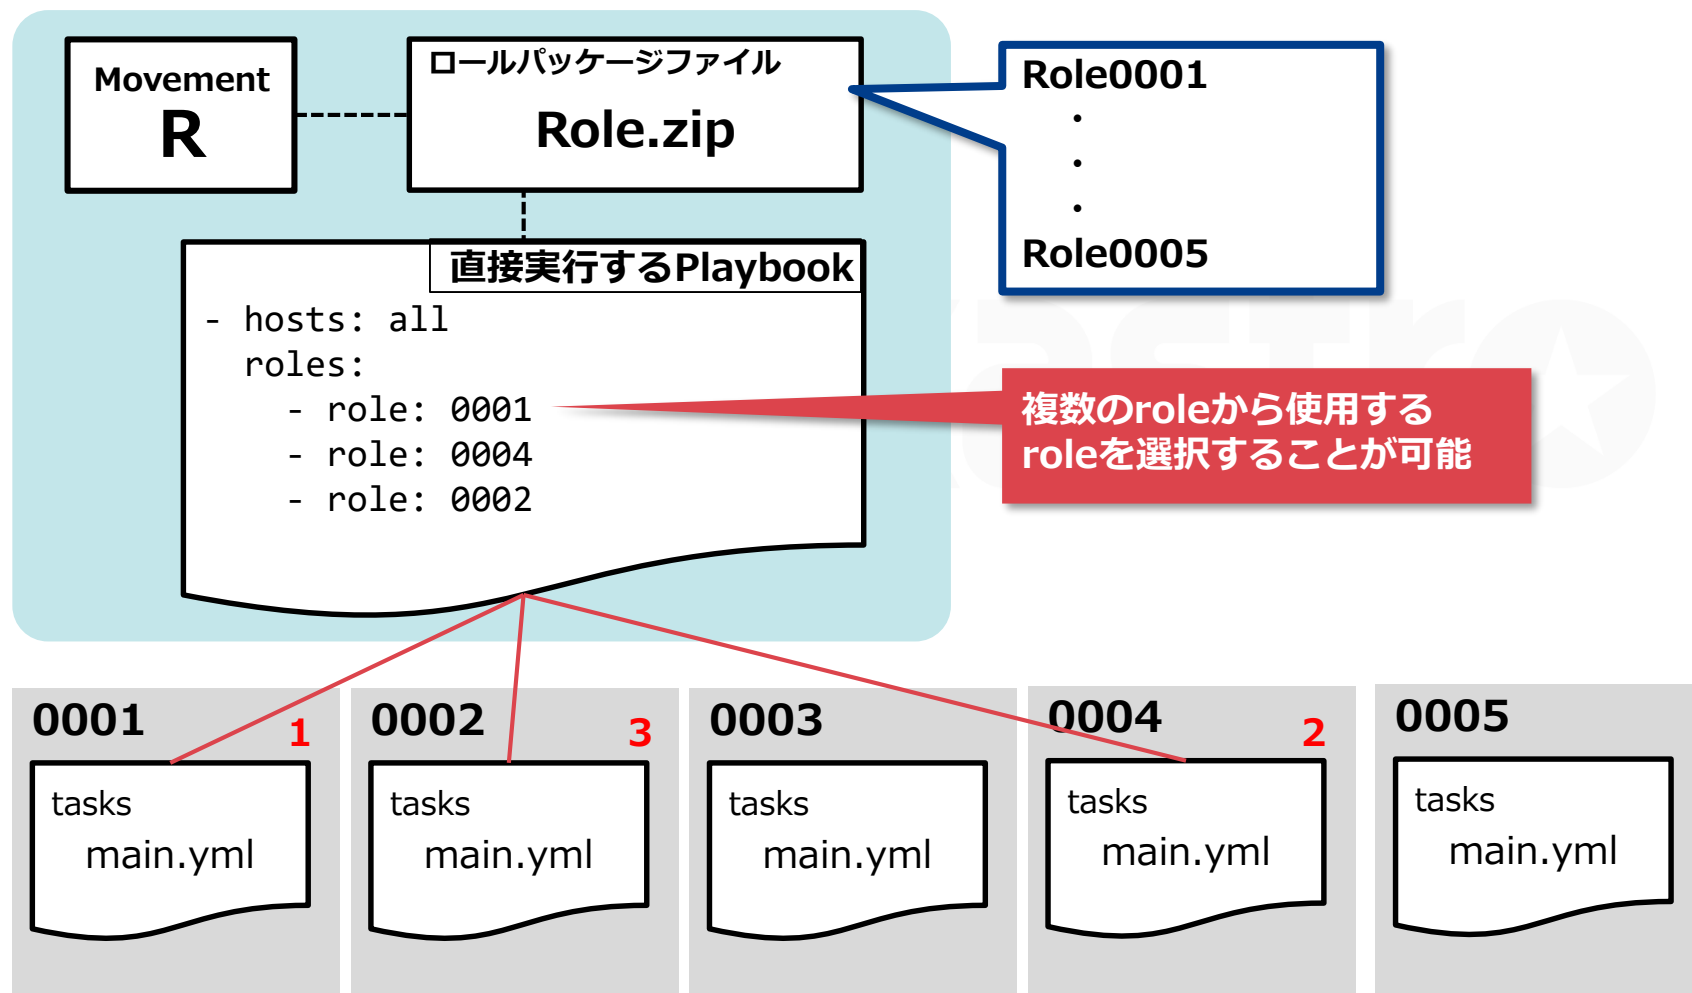 Movement
R
ロールパッケージファイル
Role.zip
Role0001
・
・
・
Role0005
直接実行するPlaybook
- hosts: all
  roles:
    - role: 0001
    - role: 0004
    - role: 0002
複数のroleから使用する
roleを選択することが可能
0001
1
tasks
main.yml
0002
3
tasks
main.yml
0003
tasks
main.yml
0004
2
tasks
main.yml
0005
tasks
main.yml